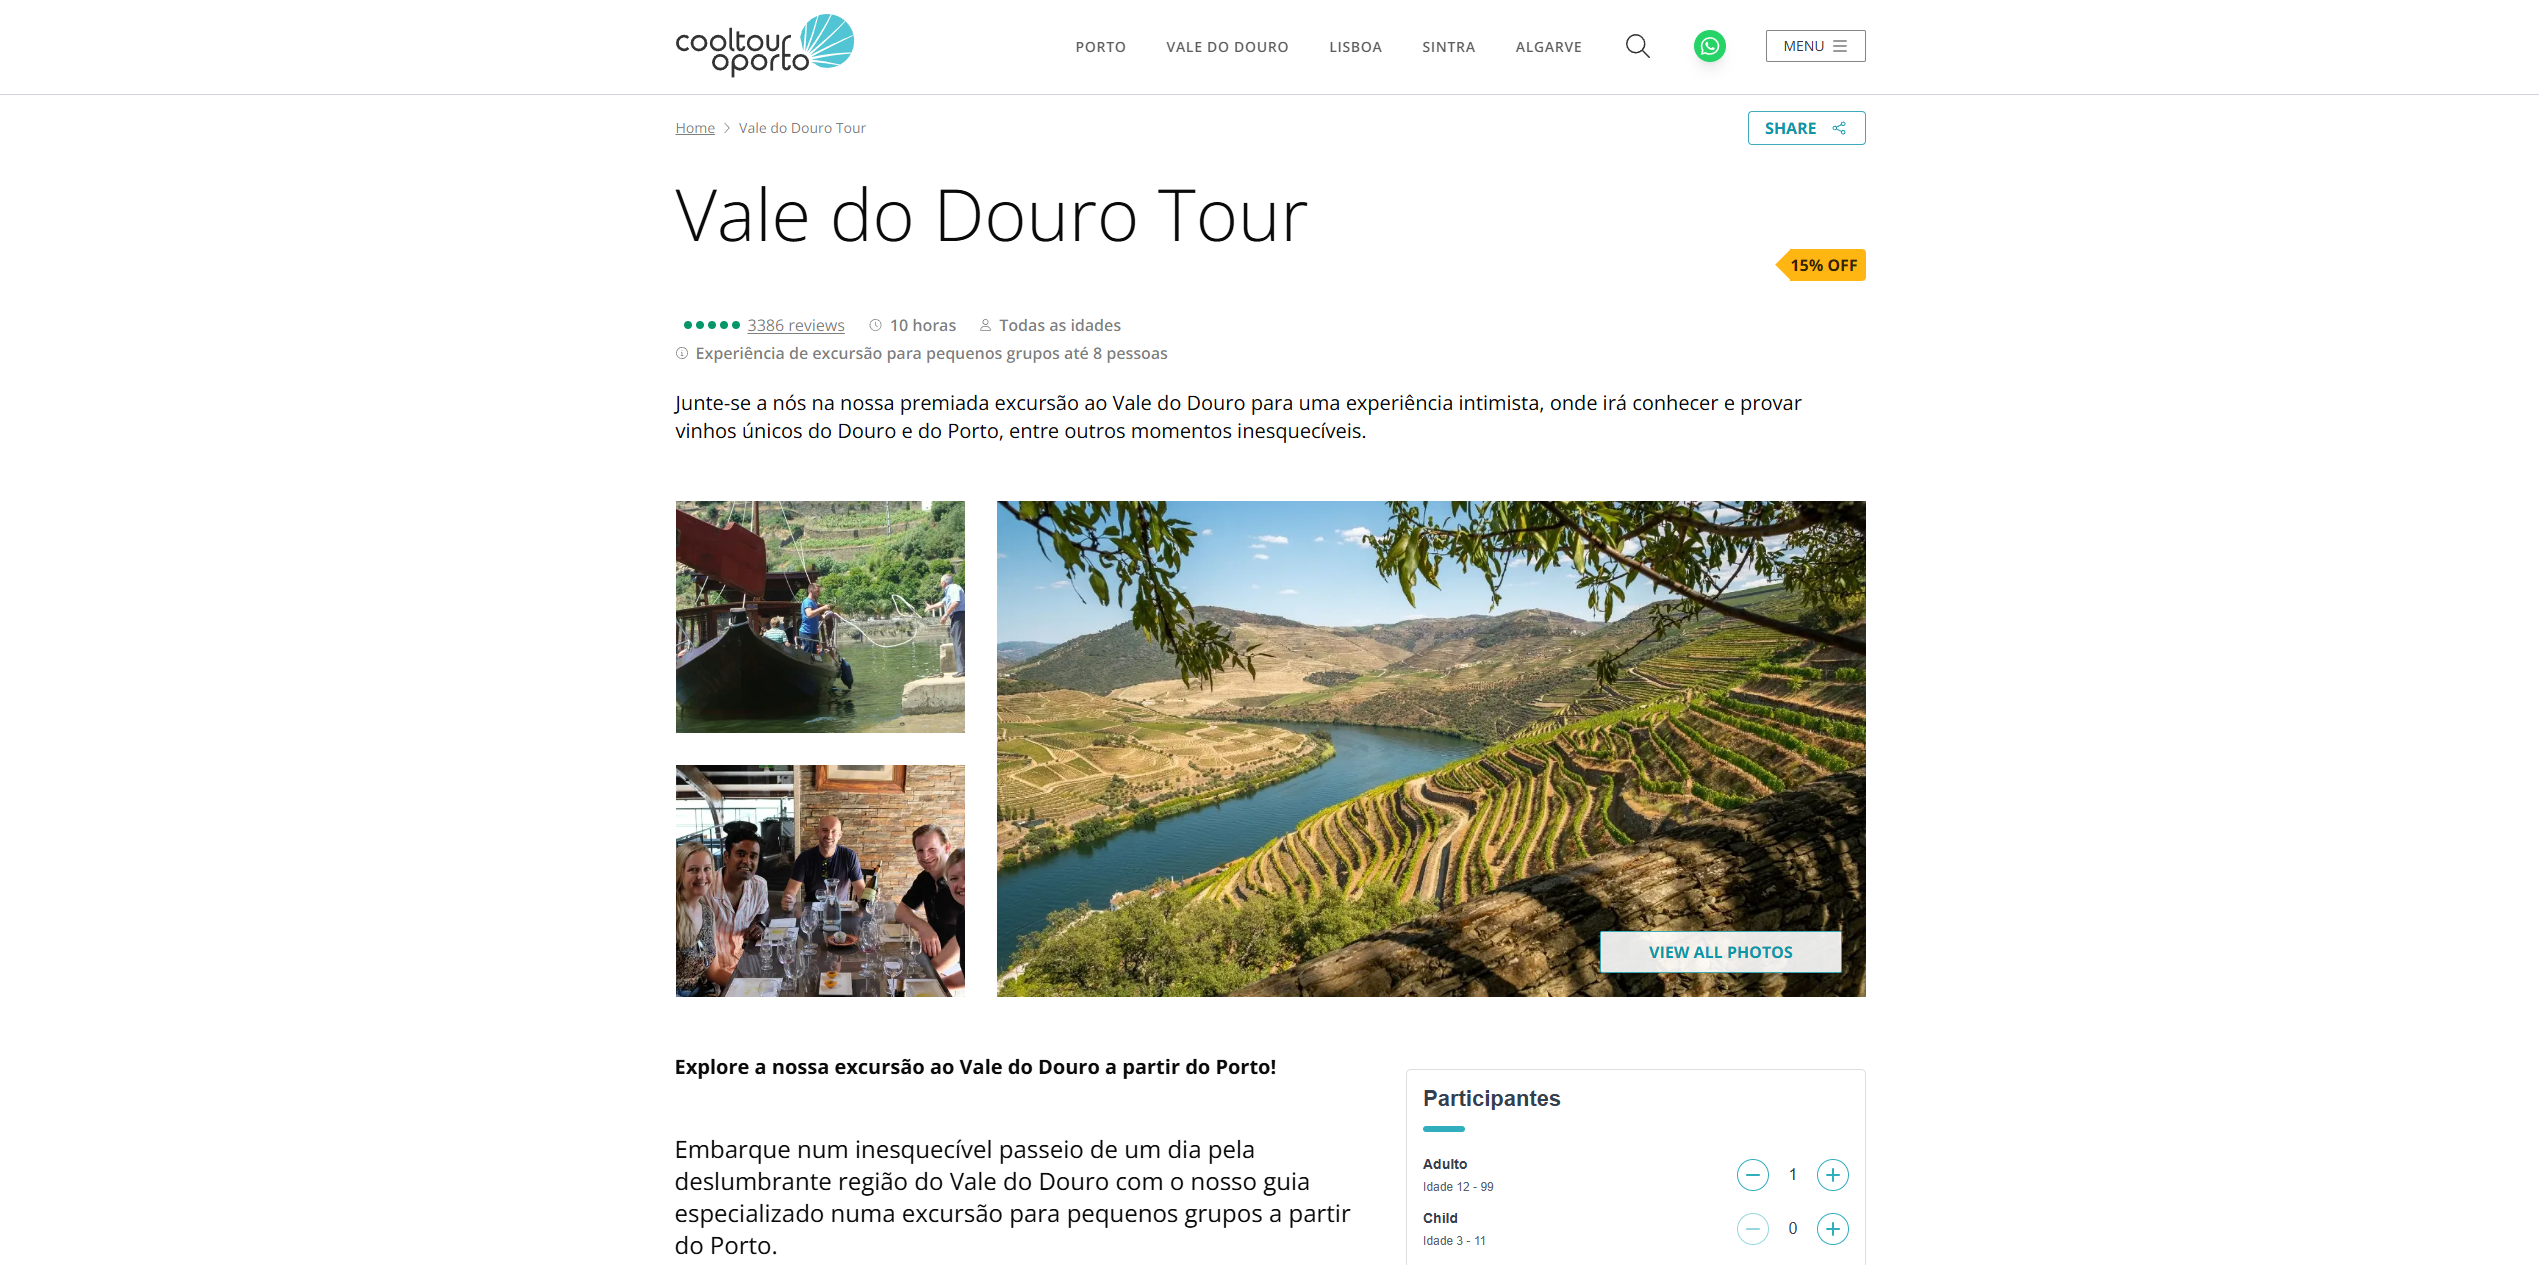 cooltour
oporto
PORTO
VALE DO DOURO
LISBOA
SINTRA
ALGARVE
MENU
Home
Vale do Douro Tour
SHARE
Vale do Douro Tour
15% OFF
3386 reviews
10 horas
Todas as idades
Experiência de excursão para pequenos grupos até 8 pessoas
Junte-se a nós na nossa premiada excursão ao Vale do Douro para uma experiência intimista, onde irá conhecer e provar
vinhos únicos do Douro e do Porto, entre outros momentos inesquecíveis.
VIEW ALL PHOTOS
Explore a nossa excursão ao Vale do Douro a partir do Porto!
Embarque num inesquecível passeio de um dia pela
deslumbrante região do Vale do Douro com o nosso guia
especializado numa excursão para pequenos grupos a partir
do Porto.
Participantes
Adulto
Idade 12 - 99
1
Child
Idade 3 - 11
0